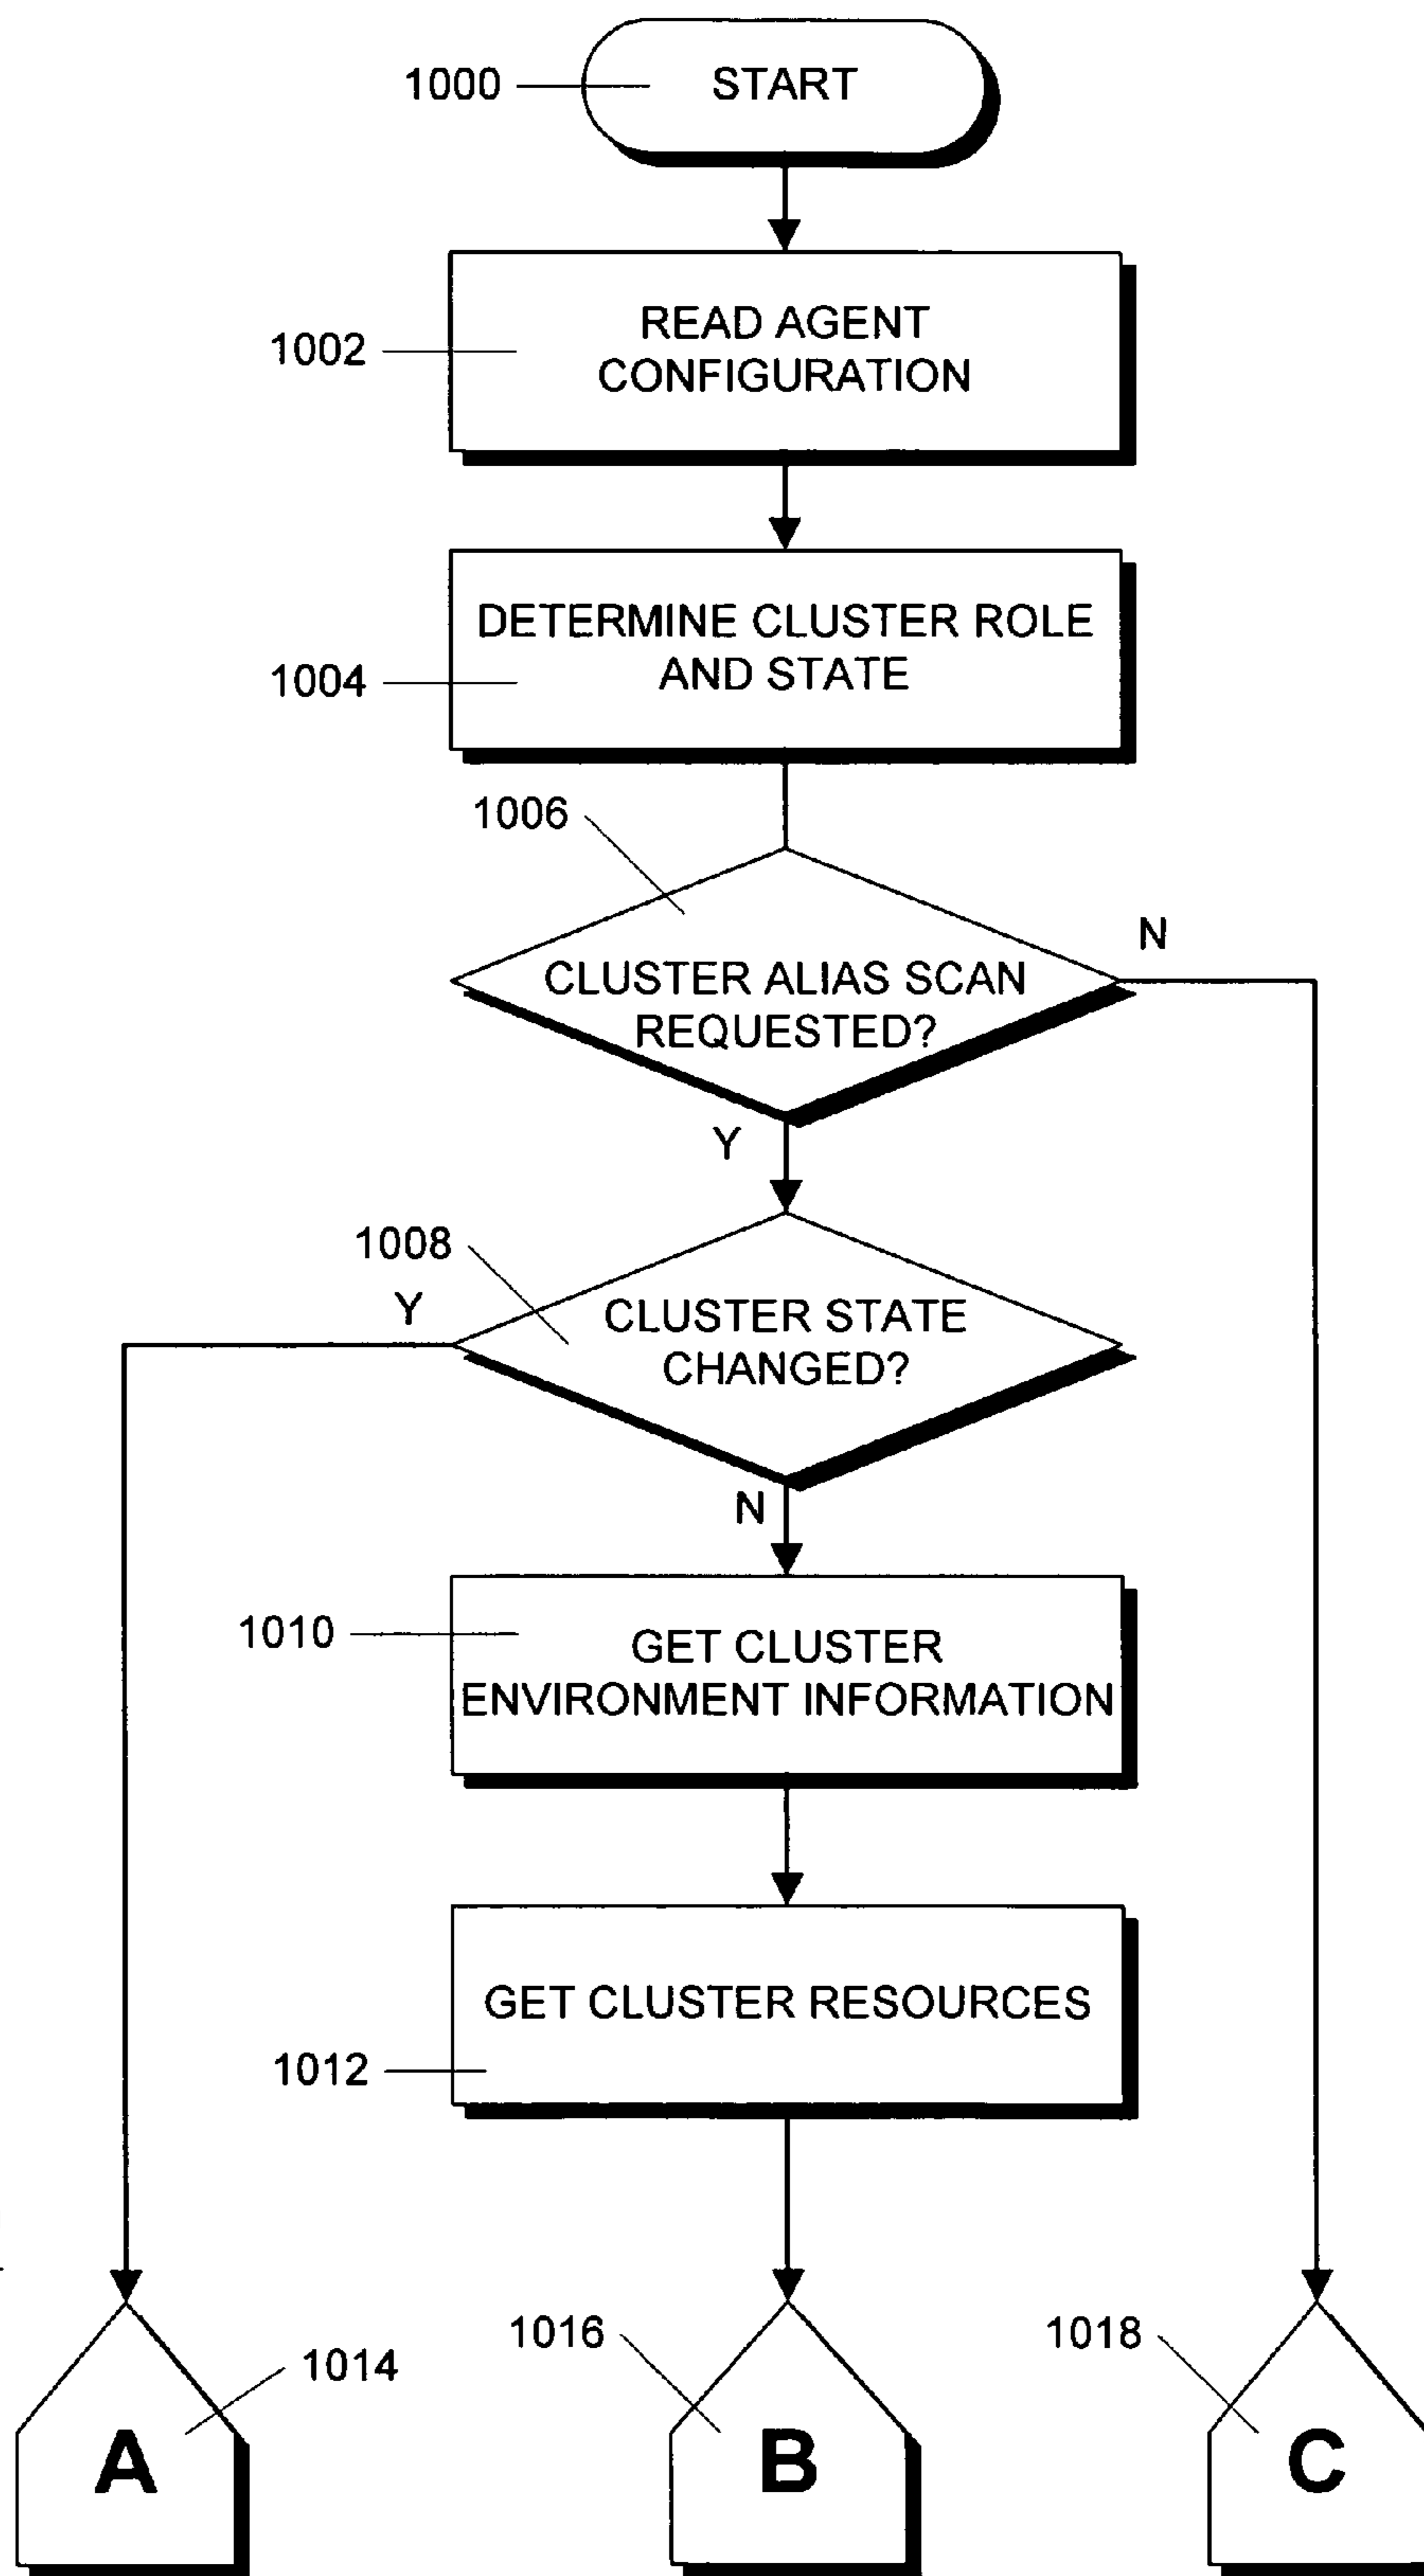 1000
START
1002
READ AGENT
CONFIGURATION
DETERMINE CLUSTER ROLE
AND STATE
1004
1006
N
CLUSTER ALIAS SCAN
REQUESTED?
Y
1008
Y
CLUSTER STATE
CHANGED?
N
1010
GET CLUSTER
ENVIRONMENT INFORMATION
GET CLUSTER RESOURCES
1012
1014
1016
1018
A
B
C